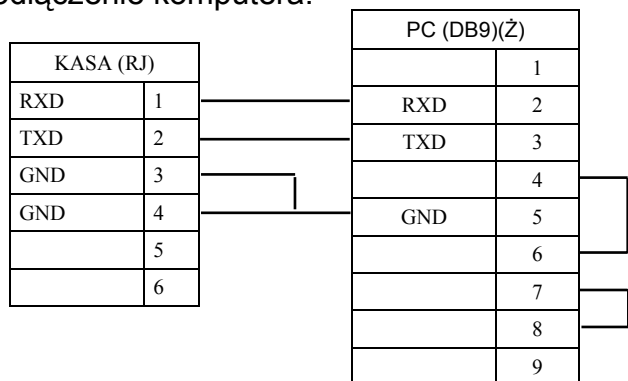 komputera.
KASA (RJ)
RXD 1
TXD 2
GND 3
GND 4
5
6
PC (DB9)(Ż)
1
RXD 2
TXD 3
4
GND 5
6
7
8
9